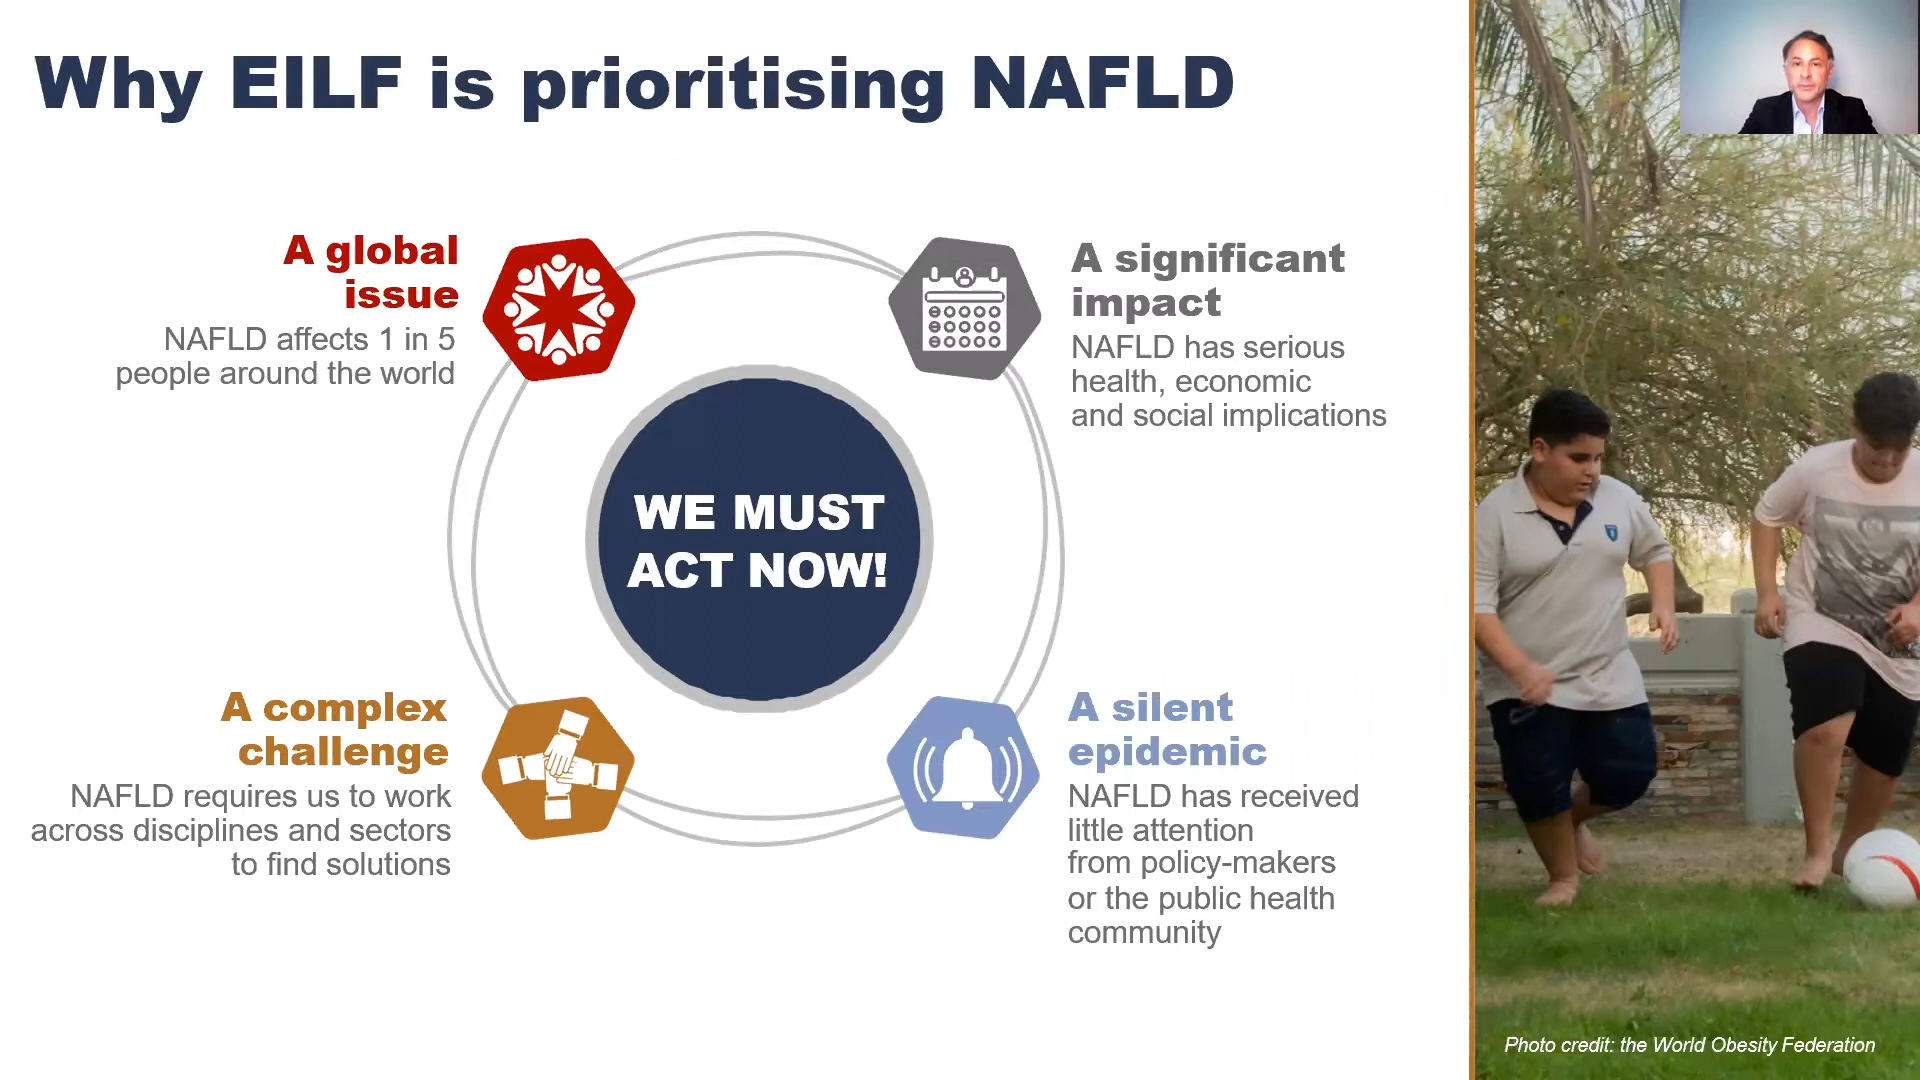 Why EILF is prioritising NAFLD
A global
issue
NAFLD affects 1 in 5
people around the world
A significant
impact
NAFLD has serious
health, economic
and social implications
WE MUST
ACT NOW!
A complex
challenge
NAFLD requires us to work
across disciplines and sectors
to find solutions
A silent
epidemic
NAFLD has received
little attention
from policy-makers
or the public health
community
Photo credit: the World Obesity Federation